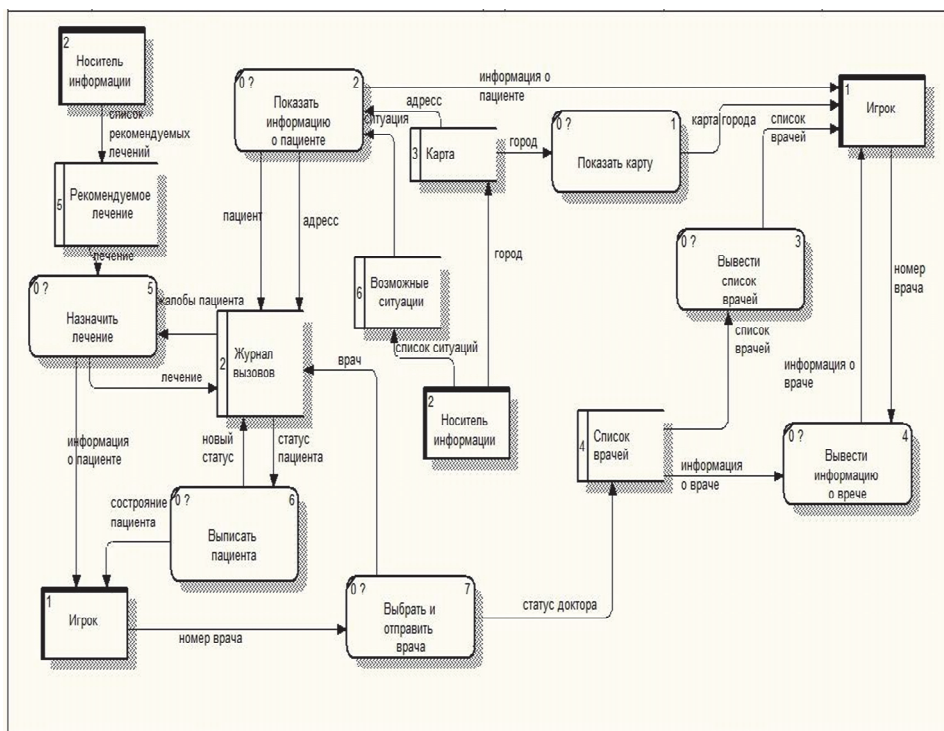 2
Носитель
информации
список
рекомендуемых
лечений
5
Рекомендуемое
лечение
лечение
0 ?
5
Назначить
лечение
жалобы пациента
лечение
информация
о пациенте
0 ?
2
Показать
информацию
о пациенте
ситуация
адресс
информация о
пациенте
3
Карта
город
0 ?
1
Показать карту
карта города
список
врачей
1
Игрок
пациент
адресс
город
6
Возможные
ситуации
список ситуаций
2
Журнал
вызовов
врач
2
Носитель
информации
0 ?
3
Вывести
список
врачей
номер
врача
список
врачей
информация о
враче
4
Список
врачей
информация
о враче
0 ?
4
Вывести
информацию
о врече
новый
статус
статус
пациента
сострояние
пациента
0 ?
6
Выписать
пациента
1
Игрок
номер врача
0 ?
7
Выбрать и
отправить
врача
статус доктора